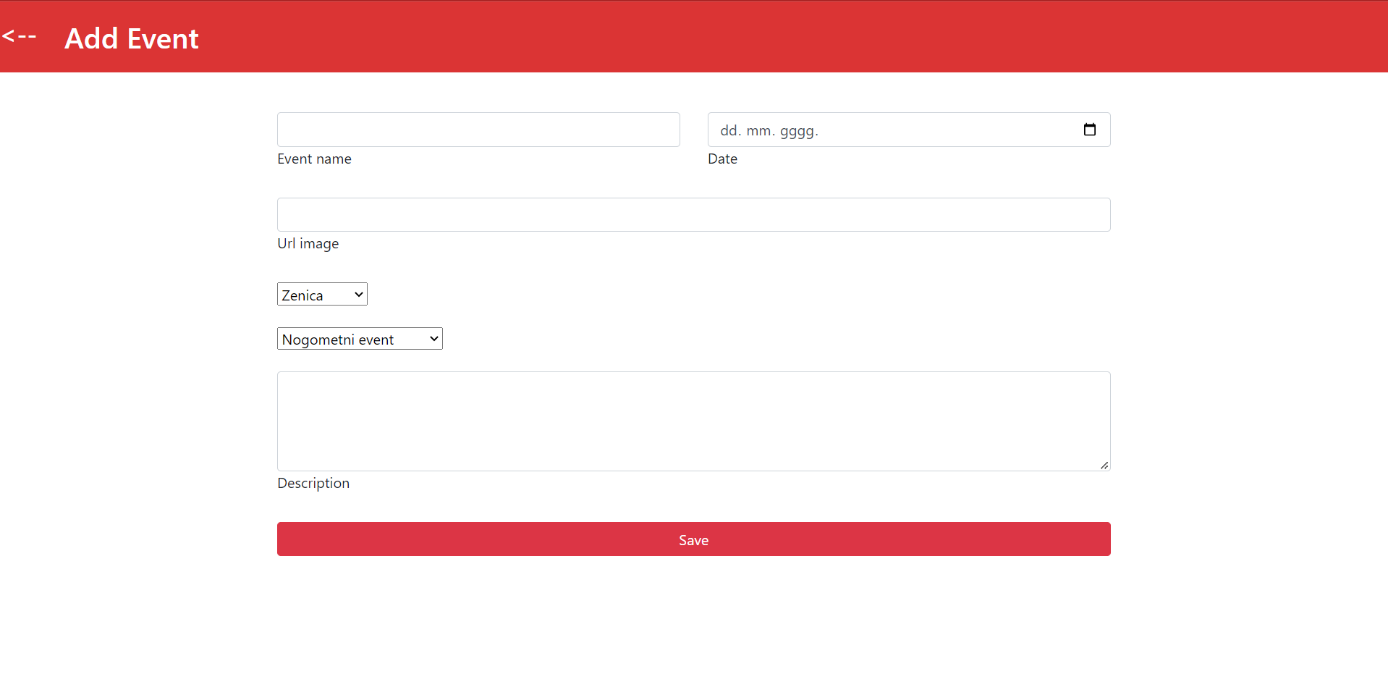 <-- Add Event
dd. mm. gggg.
Event name Date
Url image
Zenica
Nogometni event
Description
Save